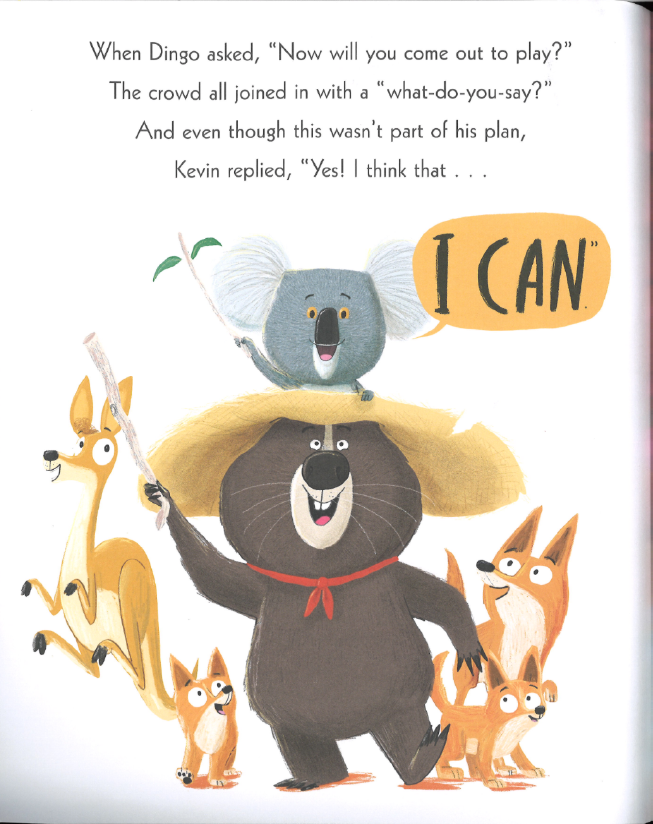 When Dingo asked, “Now will you come out to play?”
The crowd all joined in with a “what-do-you-say?”
And even though this wasn’t part of his plan,
Kevin replied, “Yes! I think that . . .
I CAN.”